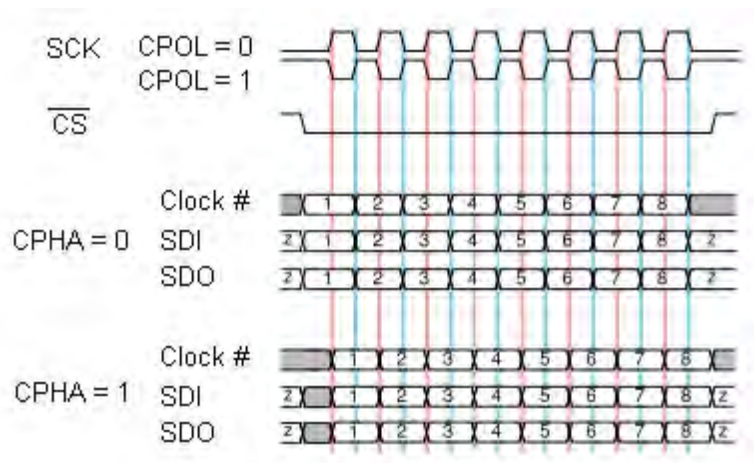 SCK CPOL = 0
CPOL = 1
CS
Clock # 1 2 3 4 5 6 7 8
CPHA = 0 SDI z 1 2 3 4 5 6 7 8 z
SDO z 1 2 3 4 5 6 7 8 z
Clock # 1 2 3 4 5 6 7 8
CPHA = 1 SDI z 1 2 3 4 5 6 7 8 z
SDO z 1 2 3 4 5 6 7 8 z